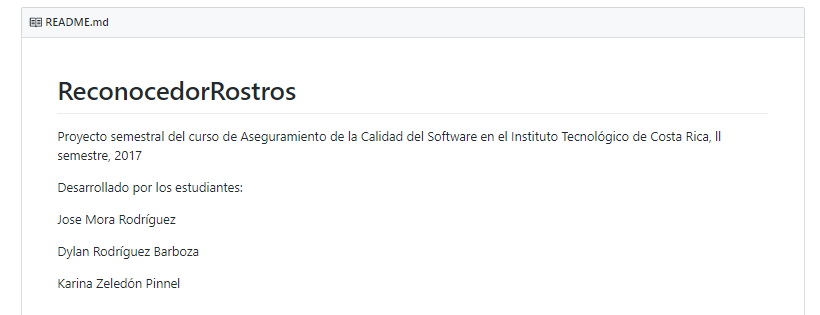 README.md
ReconocedorRostros
Proyecto semestral del curso de Aseguramiento de la Calidad del Software en el Instituto Tecnológico de Costa Rica, ll
semestre, 2017
Desarrollado por los estudiantes:
Jose Mora Rodríguez
Dylan Rodríguez Barboza
Karina Zeledón Pinnel